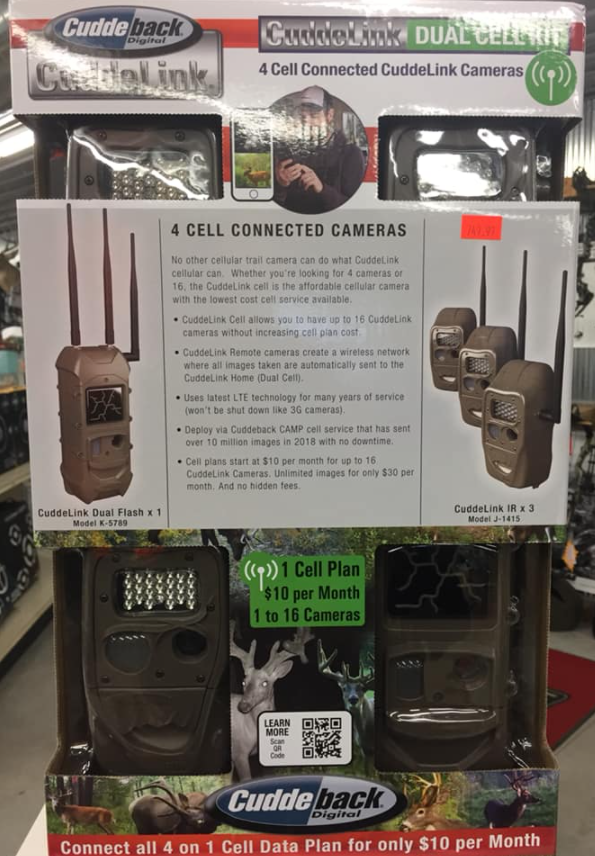 Cuddeback
Digital
CuddeLink
CuddeLink DUAL CELL KIT
4 Cell Connected CuddeLink Cameras
4 CELL CONNECTED CAMERAS
No other cellular trail camera can do what CuddeLink
cellular can. Whether you're looking for 4 cameras or
16, the CuddeLink cell is the affordable cellular camera
with the lowest cost cell service available.
• CuddeLink Cell allows you to have up to 16 CuddeLink
cameras without increasing cell plan cost.
• CuddeLink Remote cameras create a wireless network
where all images taken are automatically sent to the
CuddeLink Home (Dual Cell).
• Uses latest LTE technology for many years of service
(won't be shut down like 3G cameras).
• Deploy via Cuddeback CAMP cell service that has sent
over 10 million images in 2018 with no downtime.
• Cell plans start at $10 per month for up to 16
CuddeLink Cameras. Unlimited images for only $30 per
month. And no hidden fees.
CuddeLink Dual Flash x 1
Model K-5789
CuddeLink IR x 3
Model J-1415
1 Cell Plan
$10 per Month
1 to 16 Cameras
LEARN
MORE
Scan
QR
Code
Cuddeback
Digital
Connect all 4 on 1 Cell Data Plan for only $10 per Month